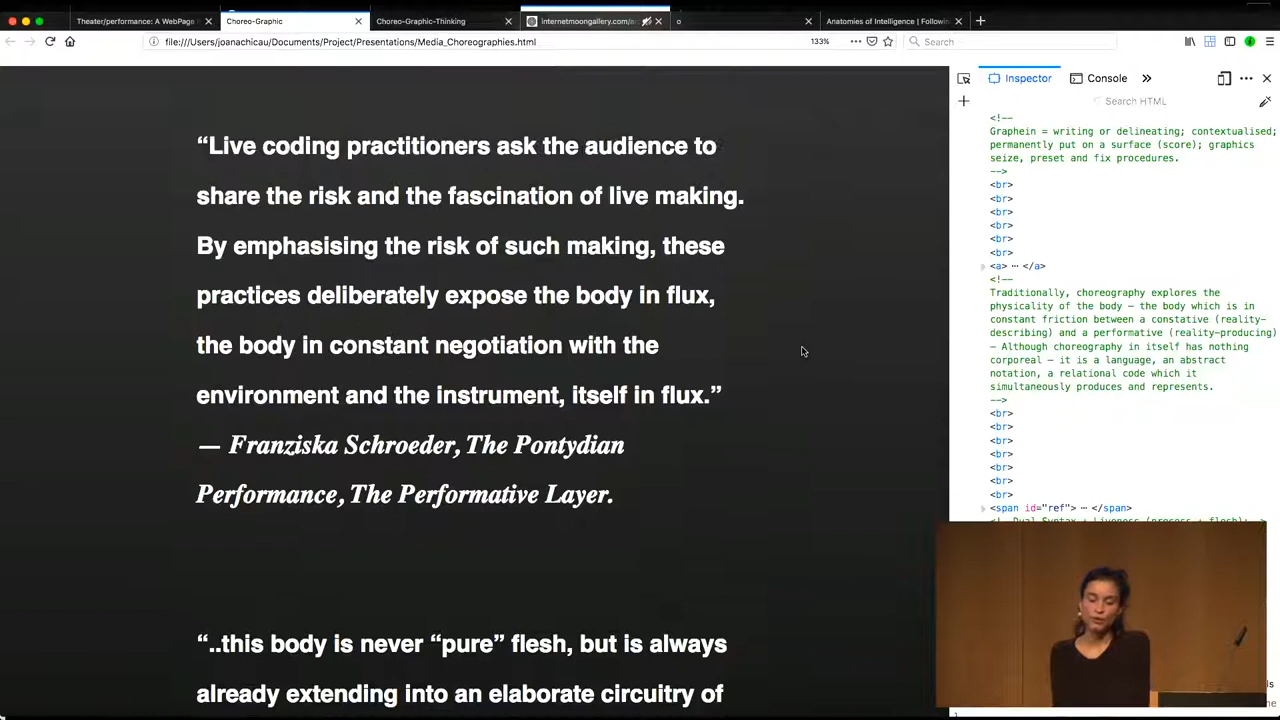 Theater/performance: A WebPage
Choreo-Graphic
Choreo-Graphic-Thinking
internetmoongallery.com/
o
Anatomies of Intelligence | Followin
file:///Users/joanachicau/Documents/Project/Presentations/Media_Choreographies.html
133%
Search
“Live coding practitioners ask the audience to
share the risk and the fascination of live making.
By emphasising the risk of such making, these
practices deliberately expose the body in flux,
the body in constant negotiation with the
environment and the instrument, itself in flux.”
— Franziska Schroeder, The Pontydian
Performance, The Performative Layer.
“..this body is never “pure” flesh, but is always
already extending into an elaborate circuitry of
Inspector
Console
Search HTML
<!--
Graphein = writing or delineating; contextualised;
permanently put on a surface (score); graphics
seize, preset and fix procedures.
-->
<br>
<br>
<br>
<br>
<br>
<br>
<a> ⋯ </a>
<!--
Traditionally, choreography explores the
physicality of the body — the body which is in
constant friction between a constative (reality-
describing) and a performative (reality-producing)
— Although choreography in itself has nothing
corporeal — it is a language, an abstract
notation, a relational code which it
simultaneously produces and represents.
-->
<br>
<br>
<br>
<br>
<br>
<br>
<br>
<span id="ref"> ⋯ </span>
<!-- Dual Syntax + Liveness (process + flesh); -->